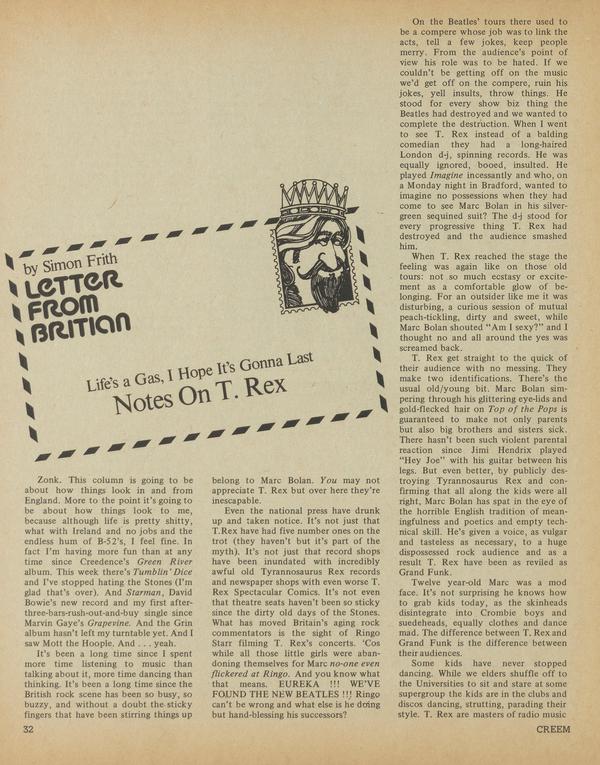 by Simon Frith
LETTER
FROM
BRITIAN
Life's a Gas, I Hope It's Gonna Last
Notes On T. Rex
Zonk. This column is going to be
about how things look in and from
England. More to the point it's going to
be about how things look to me,
because although life is pretty shitty,
what with Ireland and no jobs and the
endless hum of B-52's, I feel fine. In
fact I'm having more fun than at any
time since Creedence's Green River
album. This week there's Tumblin' Dice
and I've stopped hating the Stones (I'm
glad that's over). And Starman, David
Bowie's new record and my first after-
three-bars-rush-out-and-buy single since
Marvin Gaye's Grapevine. And the Grin
album hasn't left my turntable yet. And I
saw Mott the Hoople. And . . . yeah.
It's been a long time since I spent
more time listening to music than
talking about it, more time dancing than
thinking. It's been a long time since the
British rock scene has been so busy, so
buzzy, and without a doubt the sticky
fingers that have been stirring things up
belong to Marc Bolan. You may not
appreciate T. Rex but over here they're
inescapable.
Even the national press have drunk
up and taken notice. It's not just that
T.Rex have had five number ones on the
trot (they haven't but it's part of the
myth). It's not just that record shops
have been inundated with incredibly
awful old Tyrannosaurus Rex records
and newspaper shops with even worse T.
Rex Spectacular Comics. It's not even
that theatre seats haven't been so sticky
since the dirty old days of the Stones.
What has moved Britain's aging rock
commentators is the sight of Ringo
Starr filming T. Rex's concerts. 'Cos
while all those little girls were aban-
doning themselves for Marc no-one even
flickered at Ringo. And you know what
that means. EUREKA !!! WE'VE
FOUND THE NEW BEATLES !!! Ringo
can't be wrong and what else is he doing
but hand-blessing his successors?
On the Beatles' tours there used to
be a compere whose job was to link the
acts, tell a few jokes, keep people
merry. From the audience's point of
view his role was to be hated. If we
couldn't be getting off on the music
we'd get off on the compere, ruin his
jokes, yell insults, throw things. He
stood for every show biz thing the
Beatles had destroyed and we wanted to
complete the destruction. When I went
to see T. Rex instead of a balding
comedian they had a long-haired
London d-j, spinning records. He was
equally ignored, booed, insulted. He
played Imagine incessantly and who, on
a Monday night in Bradford, wanted to
imagine no possessions when they had
come to see Marc Bolan in his silver-
green sequined suit? The d-j stood for
every progressive thing T. Rex had
destroyed and the audience smashed
him.
When T. Rex reached the stage the
feeling was again like on those old
tours: not so much ecstasy or excite-
ment as a comfortable glow of be-
longing. For an outsider like me it was
disturbing, a curious session of mutual
peach-tickling, dirty and sweet, while
Marc Bolan shouted "Am I sexy?" and I
thought no and all around the yes was
screamed back.
T. Rex get straight to the quick of
their audience with no messing. They
make two identifications. There's the
usual old/young bit. Marc Bolan sim-
pering through his glittering eye-lids and
gold-flecked hair on Top of the Pops is
guaranteed to make not only parents
but also big brothers and sisters sick.
There hasn't been such violent parental
reaction since Jimi Hendrix played
"Hey Joe" with his guitar between his
legs. But even better, by publicly des-
troying Tyrannosaurus Rex and con-
firming that all along the kids were all
right, Marc Bolan has spat in the eye of
the horrible English tradition of mean-
ingfulness and poetics and empty tech-
nical skill. He's given a voice, as vulgar
and tasteless as necessary, to a huge
dispossessed rock audience and as a
result T. Rex have been as reviled as
Grand Funk.
Twelve year-old Marc was a mod
face. It's not surprising he knows how
to grab kids today, as the skinheads
disintegrate into Crombie boys and
suedeheads, equally clothes and dance
mad. The difference between T. Rex and
Grand Funk is the difference between
their audiences.
Some kids have never stopped
dancing. While we elders shuffle off to
the Universities to sit and stare at some
supergroup the kids are in the clubs and
discos dancing, strutting, parading their
style. T. Rex are masters of radio music
32
CREEM